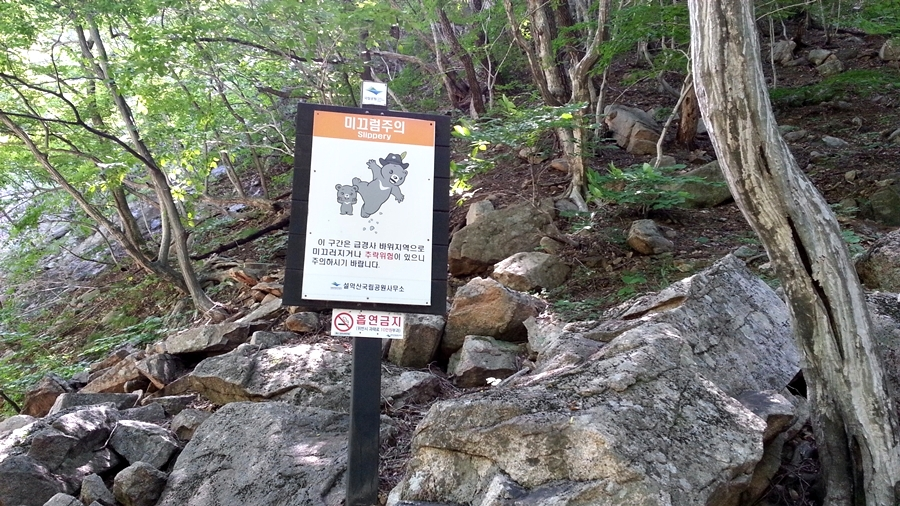 미끄럼주의
Slippery
이 구간은 급경사 바위지역으로
미끄러지거나 추락위험이 있으니
주의하시기 바랍니다.
설악산국립공원사무소
흡연금지